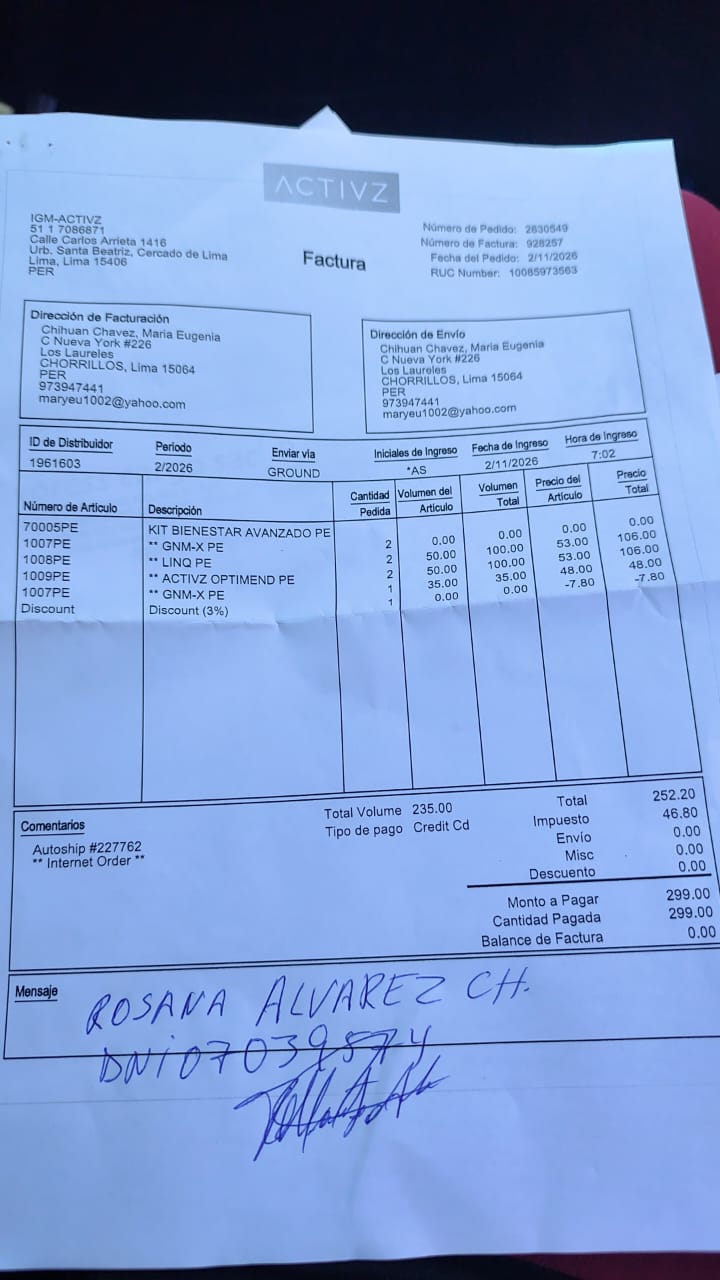 ACTIVZ
IGM-ACTIVZ
51 1 7086871
Calle Carlos Arrieta 1416
Urb. Santa Beatriz, Cercado de Lima
Lima, Lima 15406
PER
Factura
Número de Pedido: 2630549
Número de Factura: 928257
Fecha del Pedido: 2/11/2026
RUC Number: 10085973563
Dirección de Facturación
Chihuan Chavez, Maria Eugenia
C Nueva York #226
Los Laureles
CHORRILLOS, Lima 15064
PER
973947441
maryeu1002@yahoo.com
Dirección de Envío
Chihuan Chavez, Maria Eugenia
C Nueva York #226
Los Laureles
CHORRILLOS, Lima 15064
PER
973947441
maryeu1002@yahoo.com
ID de Distribuidor Periodo Enviar via Iniciales de Ingreso Fecha de Ingreso Hora de Ingreso
1961603 2/2026 GROUND *AS 2/11/2026 7:02
Número de Articulo Descripción Cantidad Pedida Volumen del Articulo Volumen Total Precio del Articulo Precio Total
70005PE KIT BIENESTAR AVANZADO PE 2 0.00 0.00 0.00 0.00
1007PE ** GNM-X PE 2 50.00 100.00 53.00 106.00
1008PE ** LINQ PE 2 50.00 100.00 53.00 106.00
1009PE ** ACTIVZ OPTIMEND PE 1 35.00 35.00 48.00 48.00
1007PE ** GNM-X PE 1 0.00 0.00 -7.80 -7.80
Discount Discount (3%)
Comentarios
Autoship #227762
** Internet Order **
Total Volume 235.00
Tipo de pago Credit Cd
Total 252.20
Impuesto 46.80
Envío 0.00
Misc 0.00
Descuento 0.00
Monto a Pagar 299.00
Cantidad Pagada 299.00
Balance de Factura 0.00
Mensaje
ROSANA ALVAREZ CH.
DNI 07039574